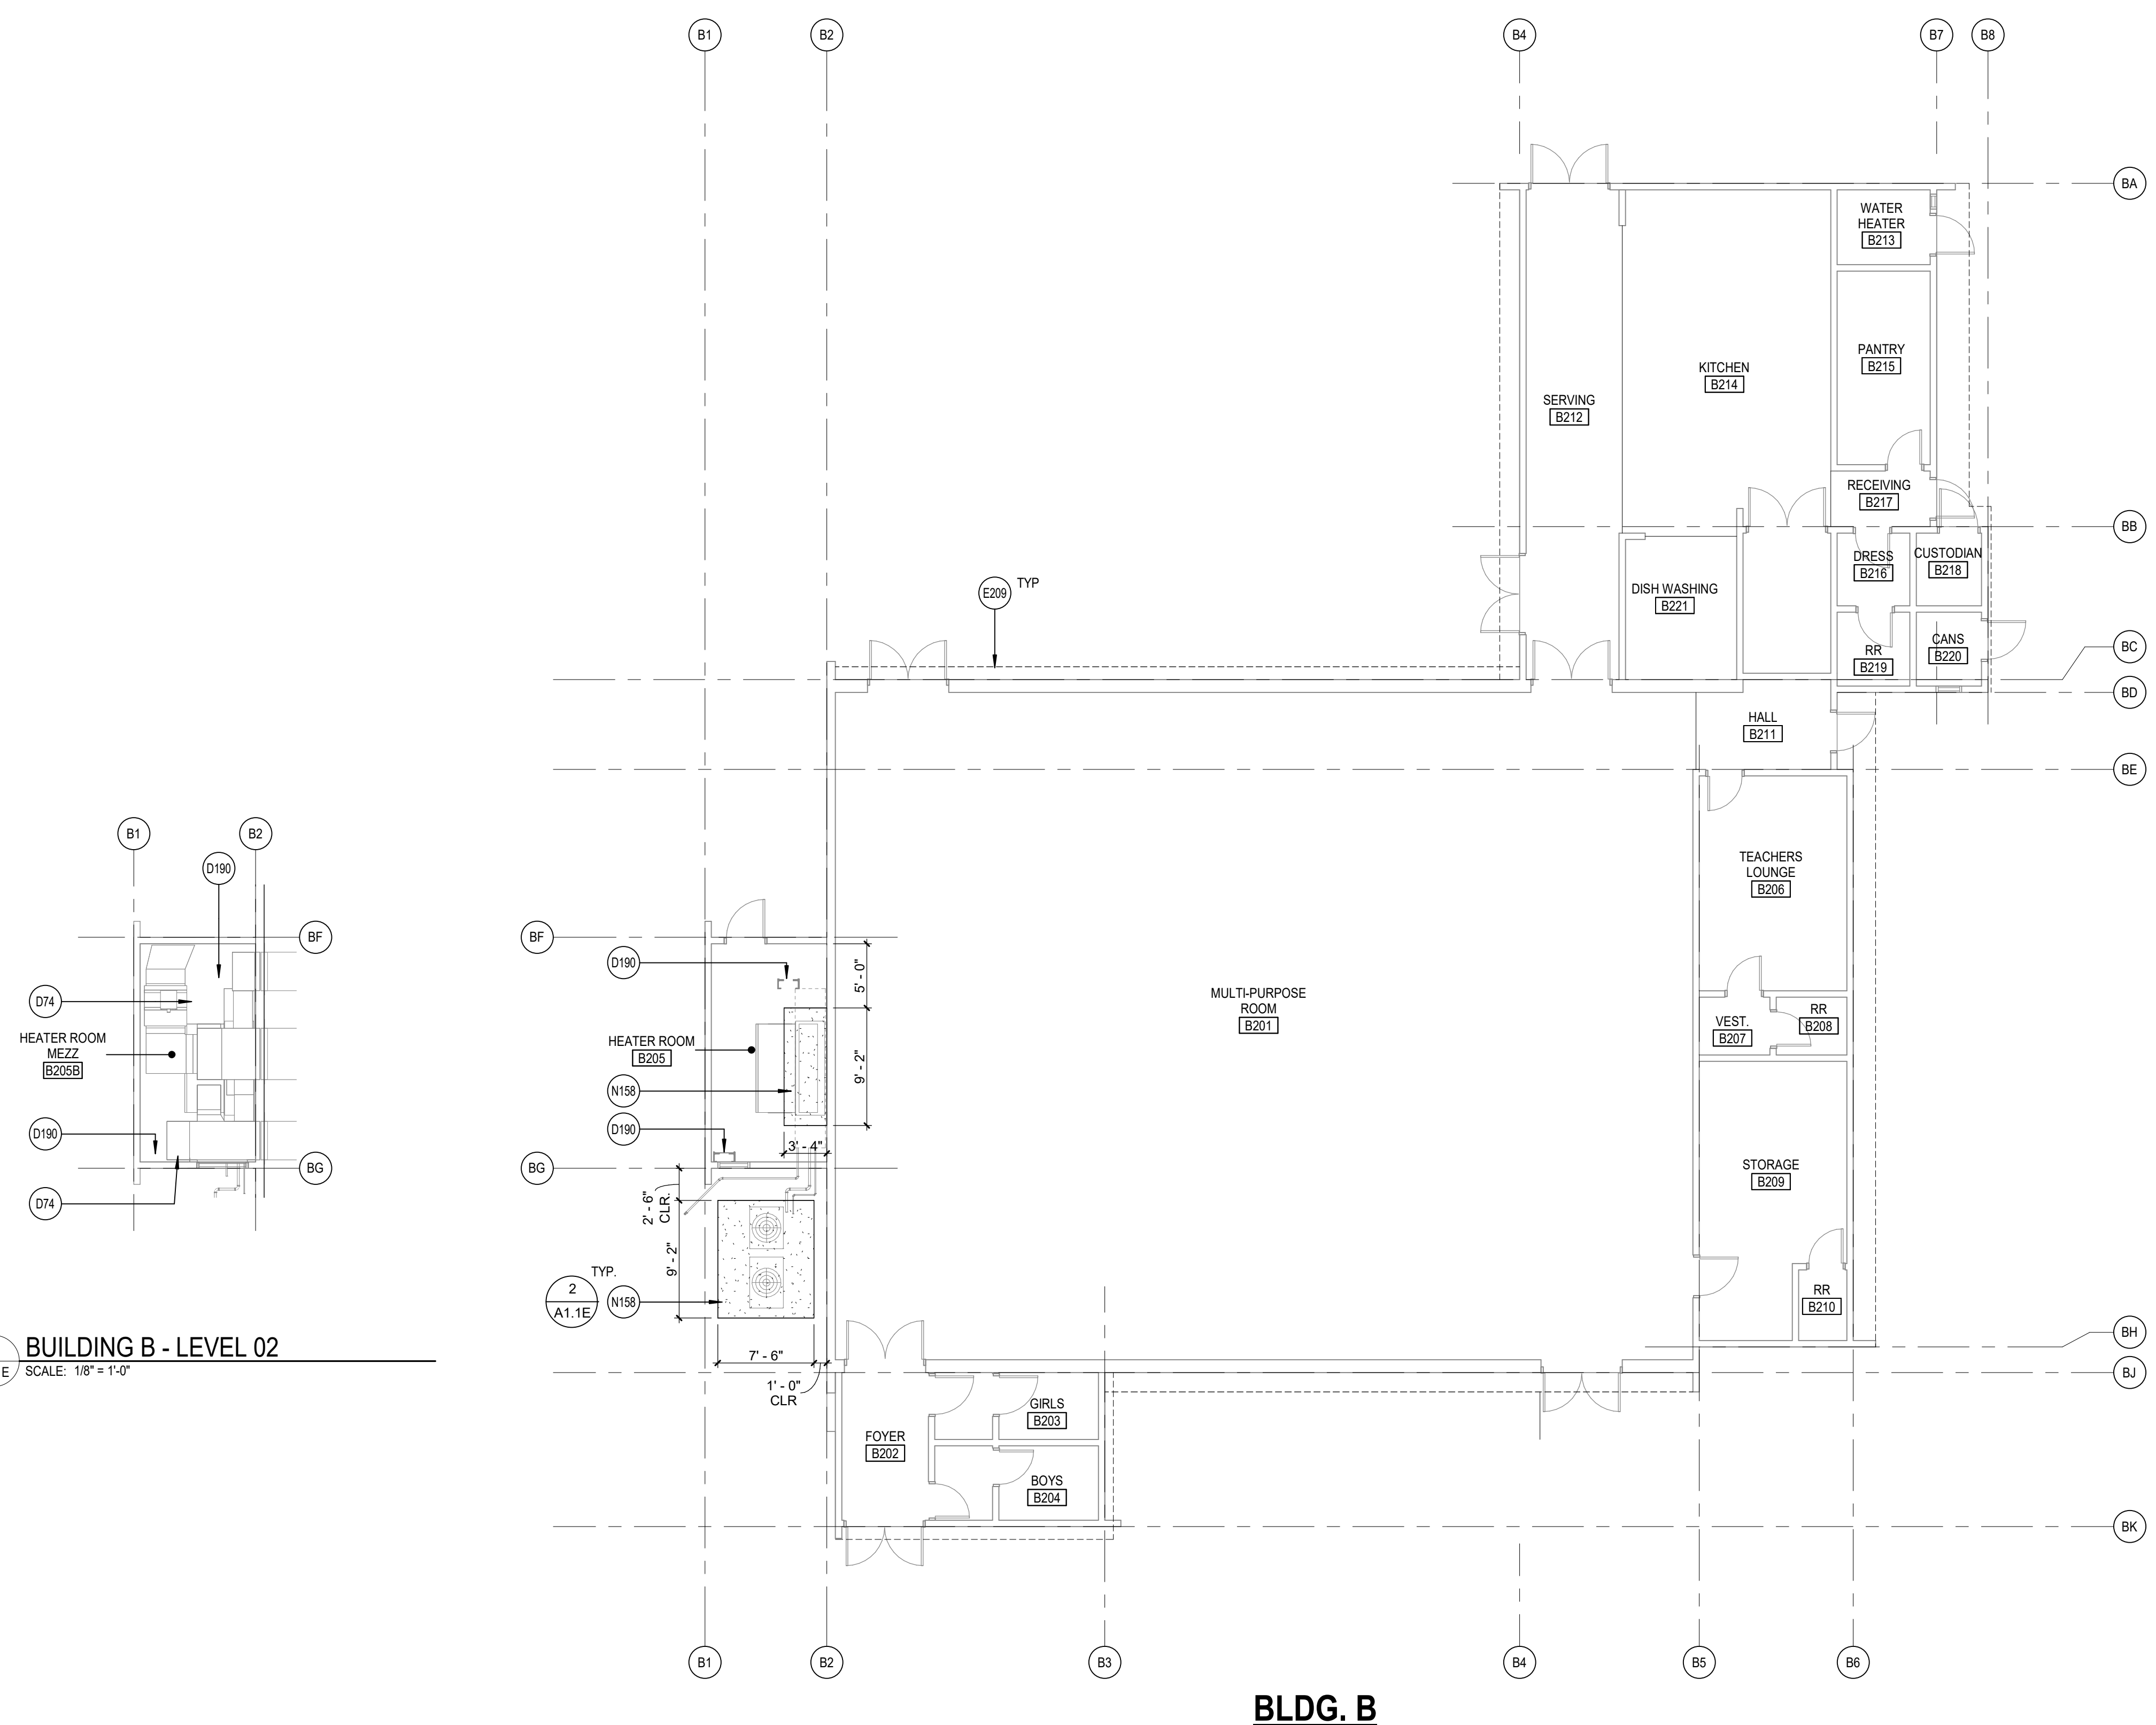 B1
B2
B4
B7
B8
BA
WATER
HEATER
B213
PANTRY
B215
KITCHEN
B214
SERVING
B212
RECEIVING
B217
BB
DRESS
B216
CUSTODIAN
B218
E209
TYP
DISH WASHING
B221
CANS
B220
RR
B219
BC
BD
HALL
B211
BE
B1
B2
D190
TEACHERS
LOUNGE
B206
BF
BF
D190
5' - 0"
D74
MULTI-PURPOSE
ROOM
B201
VEST.
B207
RR
B208
HEATER ROOM
MEZZ
B205B
HEATER ROOM
B205
9' - 2"
N158
D190
D190
3' - 4"
BG
BG
STORAGE
B209
D74
2' - 6"
CLR.
9' - 2"
TYP.
2
A1.1E
N158
RR
B210
E
BUILDING B - LEVEL 02
SCALE: 1/8" = 1'-0"
BH
7' - 6"
1' - 0"
CLR
BJ
GIRLS
B203
FOYER
B202
BOYS
B204
BK
B1
B2
B3
B4
B5
B6
BLDG. B